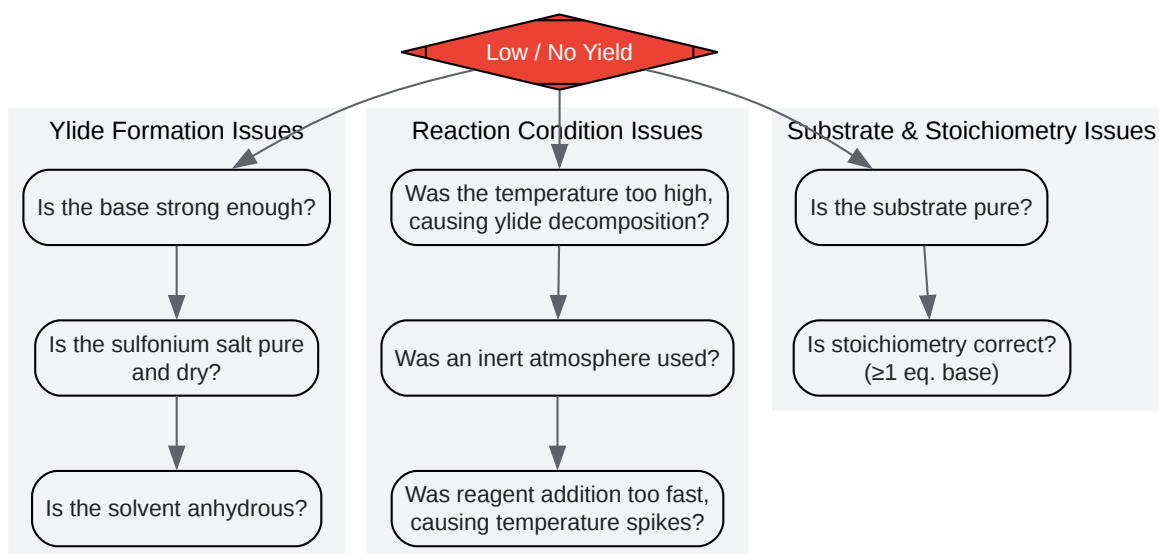 Low / No Yield
Ylide Formation Issues
Is the base strong enough?
Is the sulfonium salt pure
and dry?
Is the solvent anhydrous?
Reaction Condition Issues
Was the temperature too high,
causing ylide decomposition?
Was an inert atmosphere used?
Was reagent addition too fast,
causing temperature spikes?
Substrate & Stoichiometry Issues
Is the substrate pure?
Is stoichiometry correct?
(≥1 eq. base)